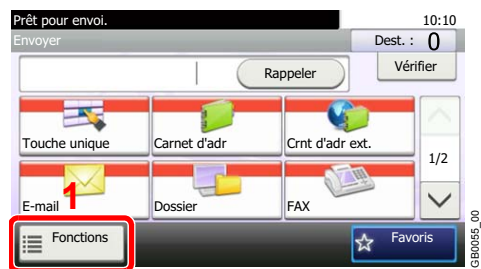 Prêt pour envoi.
10:10
Envoyer
Dest. : 0
Rappeler
Vérifier
Touche unique
Carnet d'adr
Crnt d'adr ext.
1/2
1
E-mail
Dossier
FAX
Fonctions
Favoris
GB0055_00